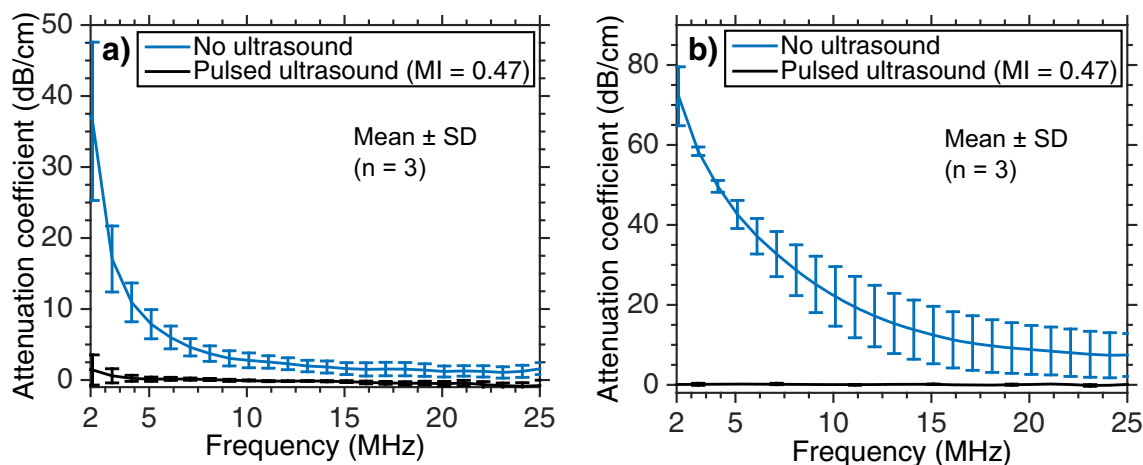 a)
No ultrasound
Pulsed ultrasound (MI = 0.47)
Mean ± SD
(n = 3)
Attenuation coefficient (dB/cm)
50
40
30
20
10
0
2
5
10
15
20
25
Frequency (MHz)
b)
No ultrasound
Pulsed ultrasound (MI = 0.47)
Mean ± SD
(n = 3)
Attenuation coefficient (dB/cm)
80
60
40
20
0
2
5
10
15
20
25
Frequency (MHz)